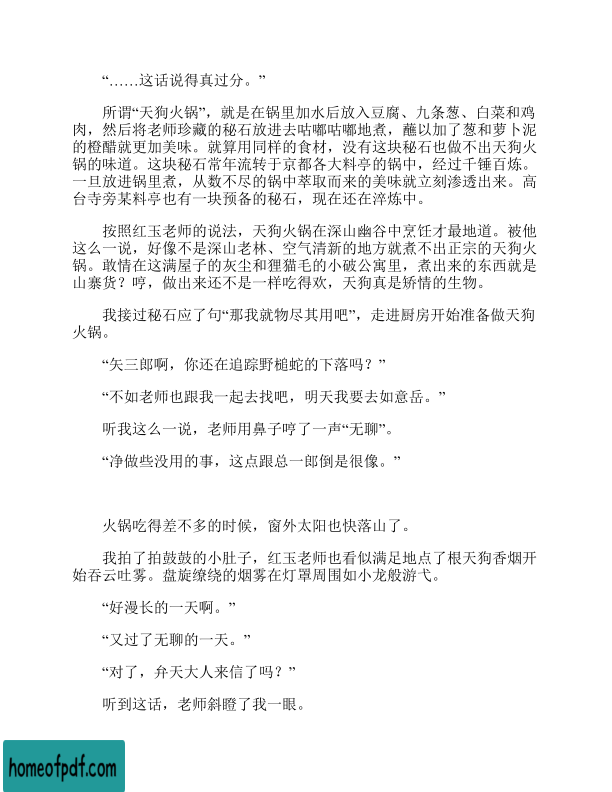 “……这话说得真过分。”
所谓“天狗火锅”，就是在锅里加水后放入豆腐、九条葱、白菜和鸡
肉，然后将老师珍藏的秘石放进去咕嘟咕嘟地煮，蘸以加了葱和萝卜泥
的橙醋就更加美味。就算用同样的食材，没有这块秘石也做不出天狗火
锅的味道。这块秘石常年流转于京都各大料亭的锅中，经过千锤百炼。
一旦放进锅里煮，从数不尽的锅中萃取而来的美味就立刻渗透出来。高
台寺旁某料亭也有一块预备的秘石，现在还在淬炼中。
按照红玉老师的说法，天狗火锅在深山幽谷中烹饪才最地道。被他
这么一说，好像不是深山老林、空气清新的地方就煮不出正宗的天狗火
锅。敢情在这满屋子的灰尘和狸猫毛的小破公寓里，煮出来的东西就是
山寨货？哼，做出来还不是一样吃得欢，天狗真是矫情的生物。
我接过秘石应了句“那我就物尽其用吧”，走进厨房开始准备做天狗
火锅。
“矢三郎啊，你还在追踪野槌蛇的下落吗？”
“不如老师也跟我一起去找吧，明天我要去如意岳。”
听我这么一说，老师用鼻子哼了一声“无聊”。
“净做些没用的事，这点跟总一郎倒是很像。”
火锅吃得差不多的时候，窗外太阳也快落山了。
我拍了拍鼓鼓的小肚子，红玉老师也看似满足地点了根天狗香烟开
始吞云吐雾。盘旋缭绕的烟雾在灯罩周围如小龙般游弋。
“好漫长的一天啊。”
“又过了无聊的一天。”
“对了，弁天大人来信了吗？”
听到这话，老师斜瞪了我一眼。
homeofpdf.com